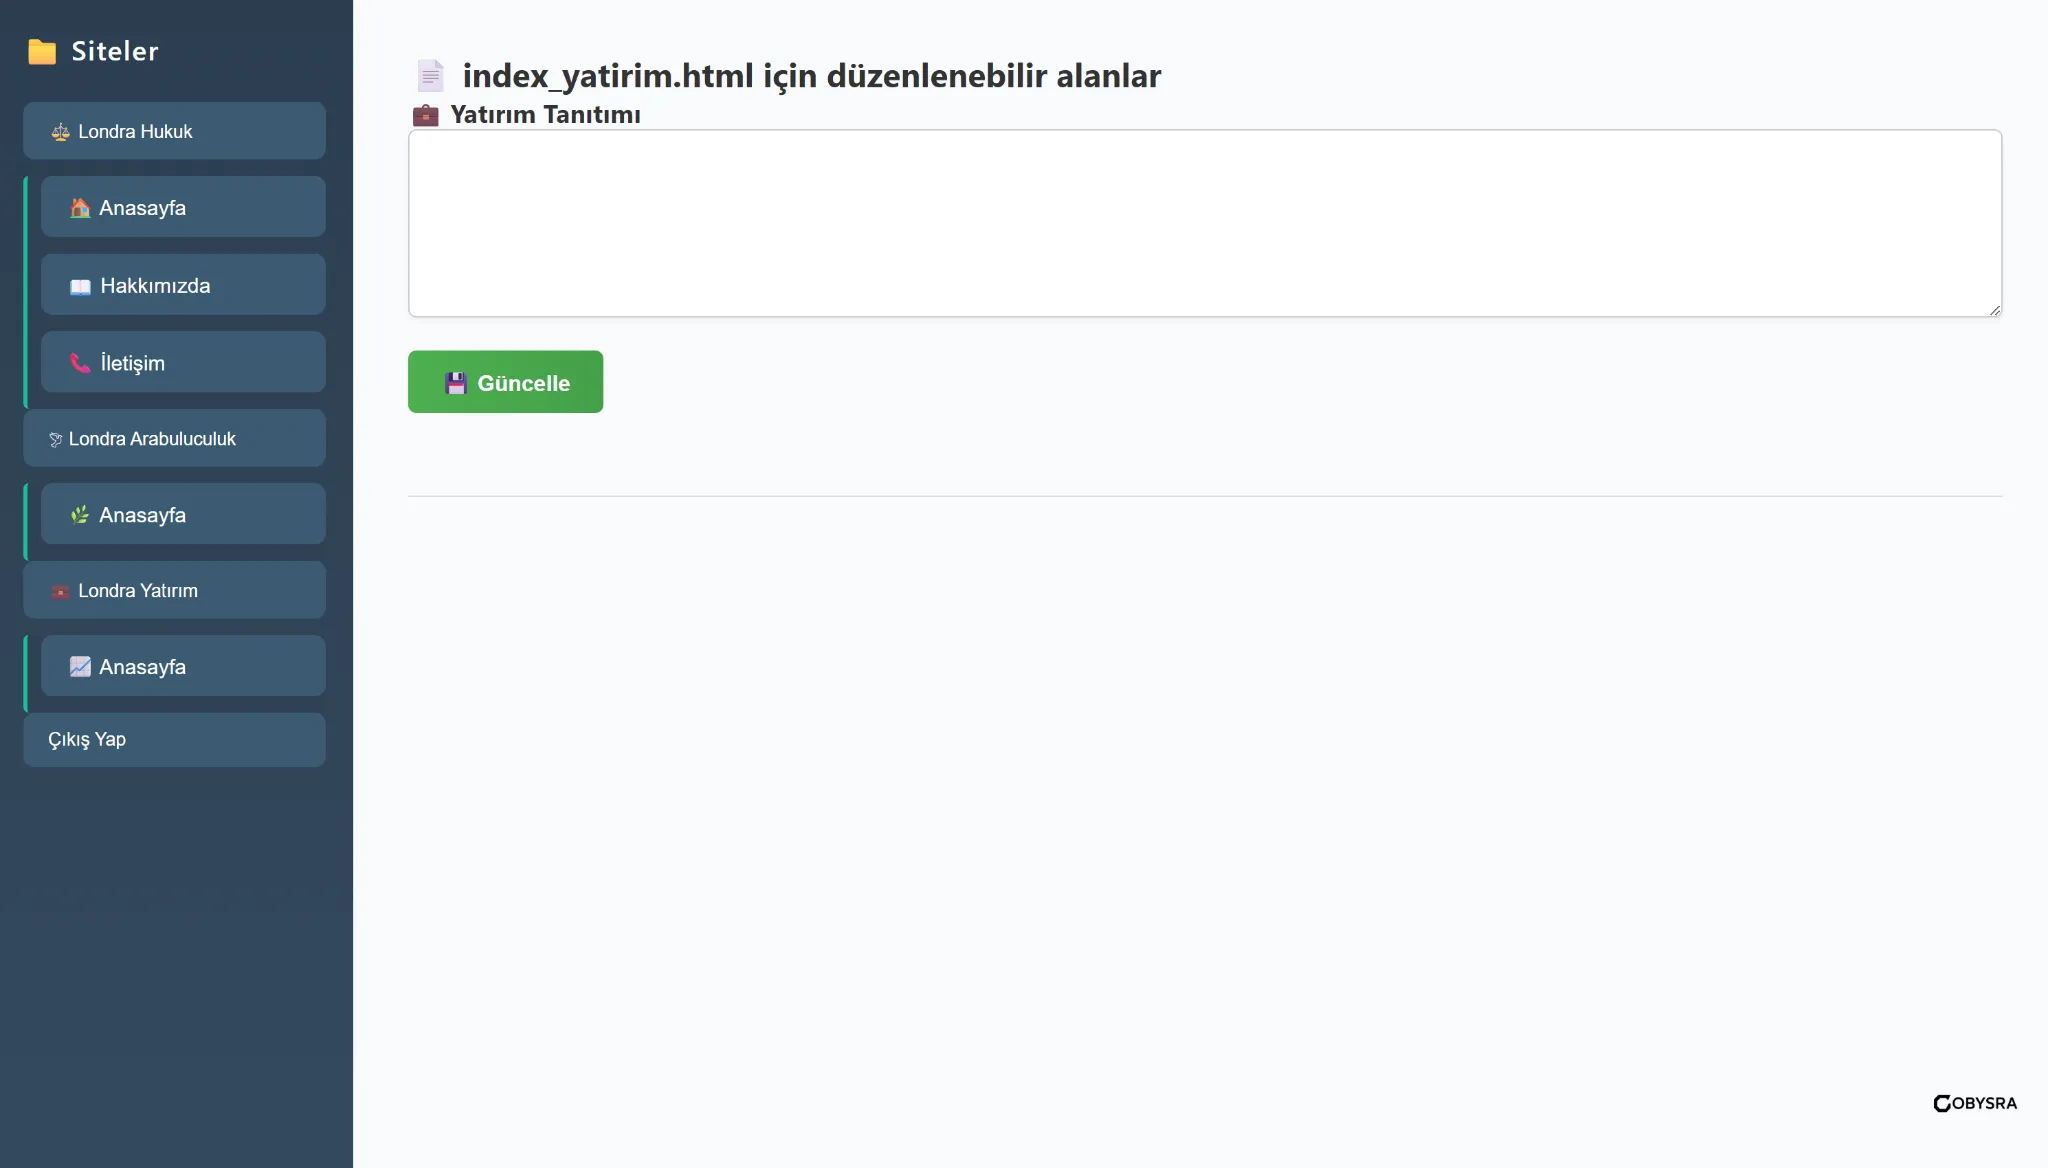 Siteler
Londra Hukuk
Anasayfa
Hakkımızda
İletişim
Londra Arabuluculuk
Anasayfa
Londra Yatırım
Anasayfa
Çıkış Yap
index_yatirim.html için düzenlenebilir alanlar
Yatırım Tanıtımı
Güncelle
COBYSRA